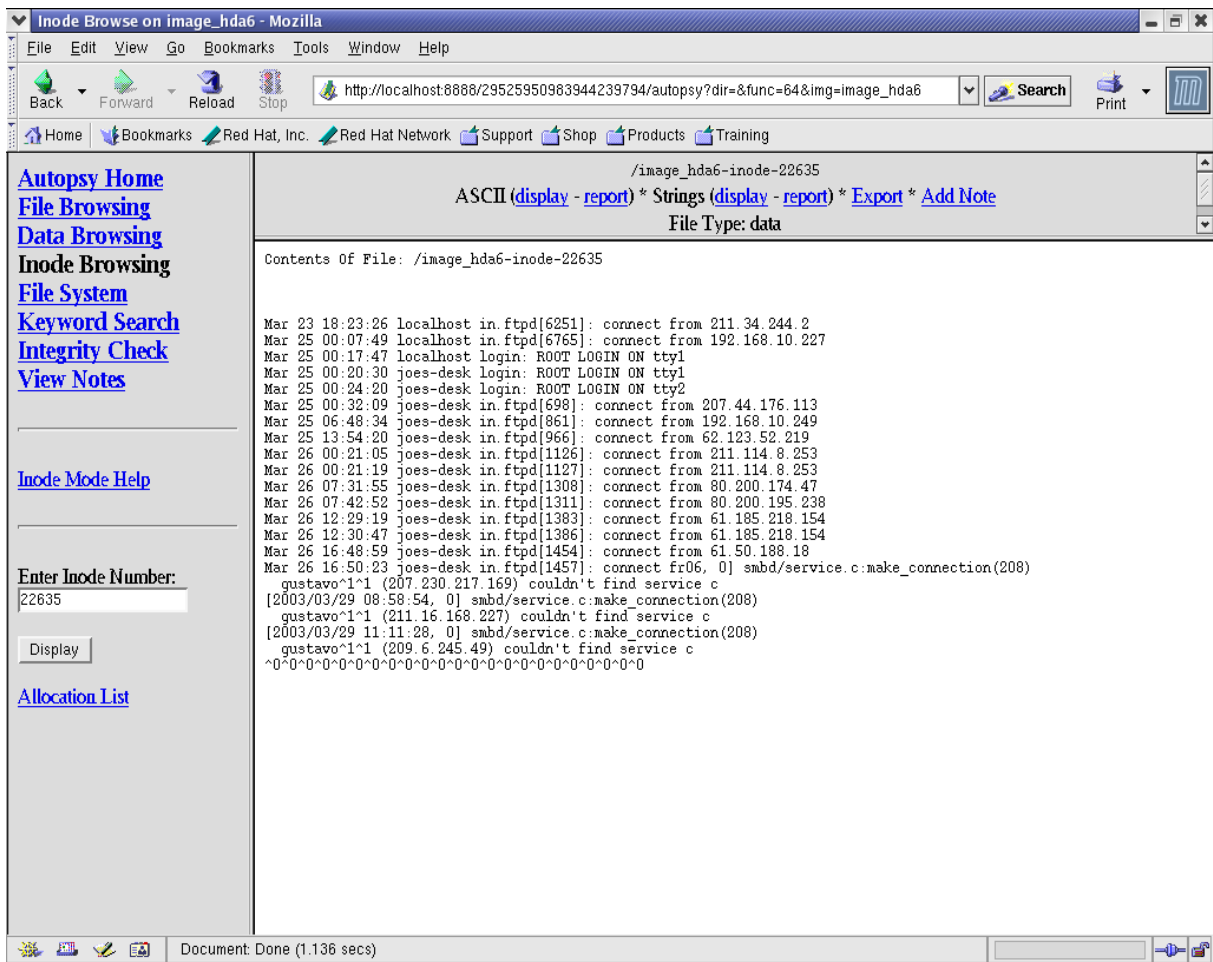 Inode Browse on image_hda6 - Mozilla
File Edit View Go Bookmarks Tools Window Help
Back Forward Reload Stop http://localhost:8888/29525950983944239794/autopsy?dir=&func=64&img=image_hda6 Search Print
Home Bookmarks Red Hat, Inc. Red Hat Network Support Shop Products Training
Autopsy Home
File Browsing
Data Browsing
Inode Browsing
File System
Keyword Search
Integrity Check
View Notes
Inode Mode Help
Enter Inode Number:
22635
Display
Allocation List
/image_hda6-inode-22635
ASCII (display - report) * Strings (display - report) * Export * Add Note
File Type: data
Contents Of File: /image_hda6-inode-22635
Mar 23 18:23:26 localhost in.ftpd[6251]: connect from 211.34.244.2
Mar 25 00:07:49 localhost in.ftpd[6765]: connect from 192.168.10.227
Mar 25 00:17:47 localhost login: ROOT LOGIN ON tty1
Mar 25 00:20:30 joes-desk login: ROOT LOGIN ON tty1
Mar 25 00:24:20 joes-desk login: ROOT LOGIN ON tty2
Mar 25 00:32:09 joes-desk in.ftpd[698]: connect from 207.44.176.113
Mar 25 06:48:34 joes-desk in.ftpd[861]: connect from 192.168.10.249
Mar 25 13:54:20 joes-desk in.ftpd[966]: connect from 62.123.52.219
Mar 26 00:21:05 joes-desk in.ftpd[1126]: connect from 211.114.8.253
Mar 26 00:21:19 joes-desk in.ftpd[1127]: connect from 211.114.8.253
Mar 26 07:31:55 joes-desk in.ftpd[1308]: connect from 80.200.174.47
Mar 26 07:42:52 joes-desk in.ftpd[1311]: connect from 80.200.195.238
Mar 26 12:29:19 joes-desk in.ftpd[1383]: connect from 61.185.218.154
Mar 26 12:30:47 joes-desk in.ftpd[1386]: connect from 61.185.218.154
Mar 26 16:48:59 joes-desk in.ftpd[1454]: connect from 61.50.188.18
Mar 26 16:50:23 joes-desk in.ftpd[1457]: connect fr06, 0] smbd/service.c:make_connection(208)
gustavo^1^1 (207.230.217.169) couldn't find service c
[2003/03/29 08:58:54, 0] smbd/service.c:make_connection(208)
gustavo^1^1 (211.16.168.227) couldn't find service c
[2003/03/29 11:11:28, 0] smbd/service.c:make_connection(208)
gustavo^1^1 (209.6.245.49) couldn't find service c
^0^0^0^0^0^0^0^0^0^0^0^0^0^0^0^0^0^0^0^0^0^0^0
Document: Done (1.136 secs)